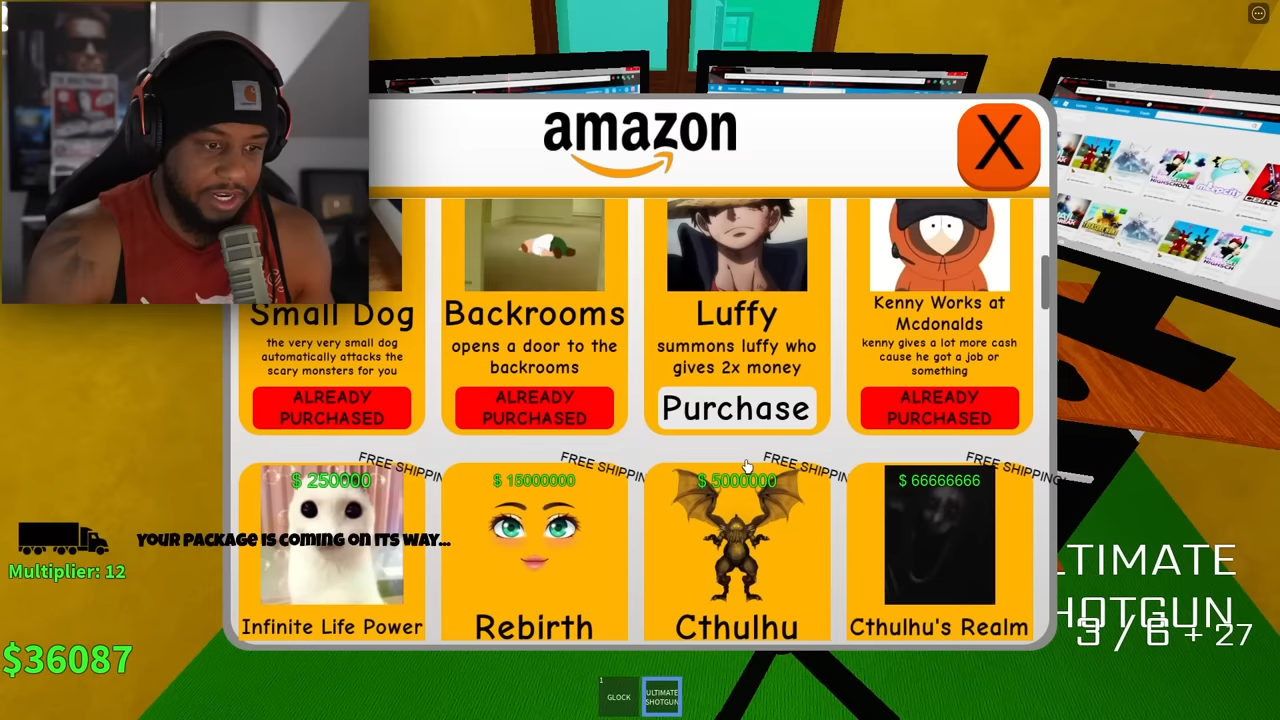 amazon
X
Small Dog
the very very small dog
automatically attacks the
scary monsters for you
ALREADY
PURCHASED
Backrooms
opens a door to the
backrooms
ALREADY
PURCHASED
Luffy
summons luffy who
gives 2x money
Purchase
Kenny Works at
Mcdonalds
kenny gives a lot more cash
cause he got a job or
something
ALREADY
PURCHASED
FREE SHIPPIN
$ 250000
Infinite Life Power
FREE SHIPPIN
$ 15000000
Rebirth
FREE SHIPPIN
$ 5000000
Cthulhu
FREE SHIPPING
$ 66666666
Cthulhu's Realm
YOUR PACKAGE IS COMING ON ITS WAY...
Multiplier: 12
$36087
LTIMATE
HOTGUN
3 / 6 + 27
1
GLOCK
ULTIMATE
SHOTGUN